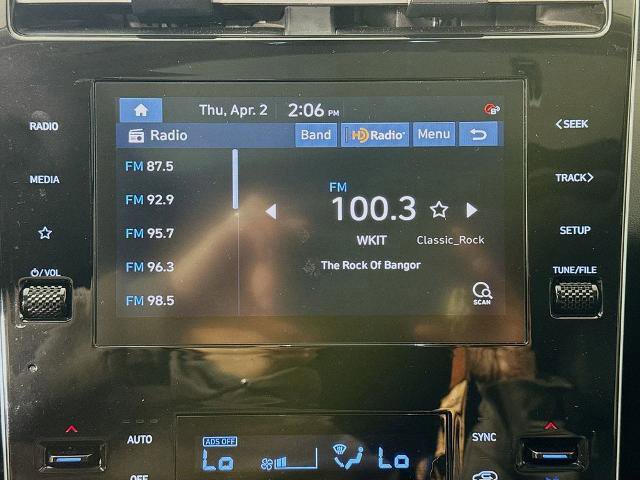 Thu, Apr. 2 2:06 PM
RADIO
Radio Band HD Radio Menu
<SEEK
FM 87.5
MEDIA
TRACK>
FM 92.9
FM
100.3
FM 95.7
SETUP
WKIT Classic_Rock
FM 96.3
The Rock Of Bangor
/VOL
TUNE/FILE
FM 98.5
SCAN
AUTO
SYNC
ADS OFF
Lo Lo
OFF